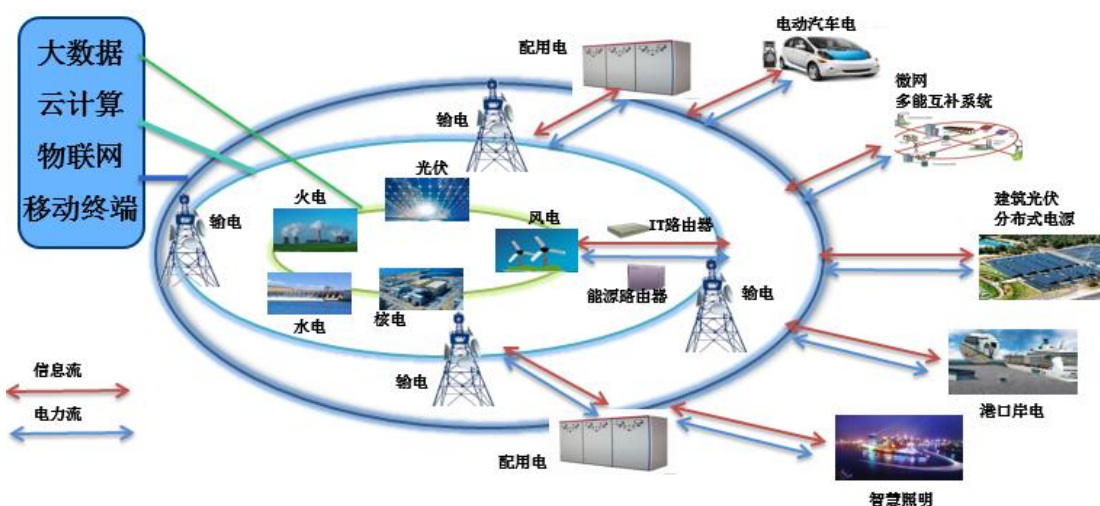 大数据
云计算
物联网
移动终端
配用电
电动汽车电
微网
多能互补系统
输电
光伏
火电
风电
IT路由器
建筑光伏
分布式电源
输电
能源路由器
输电
水电
核电
输电
信息流
电力流
港口岸电
配用电
智慧照明